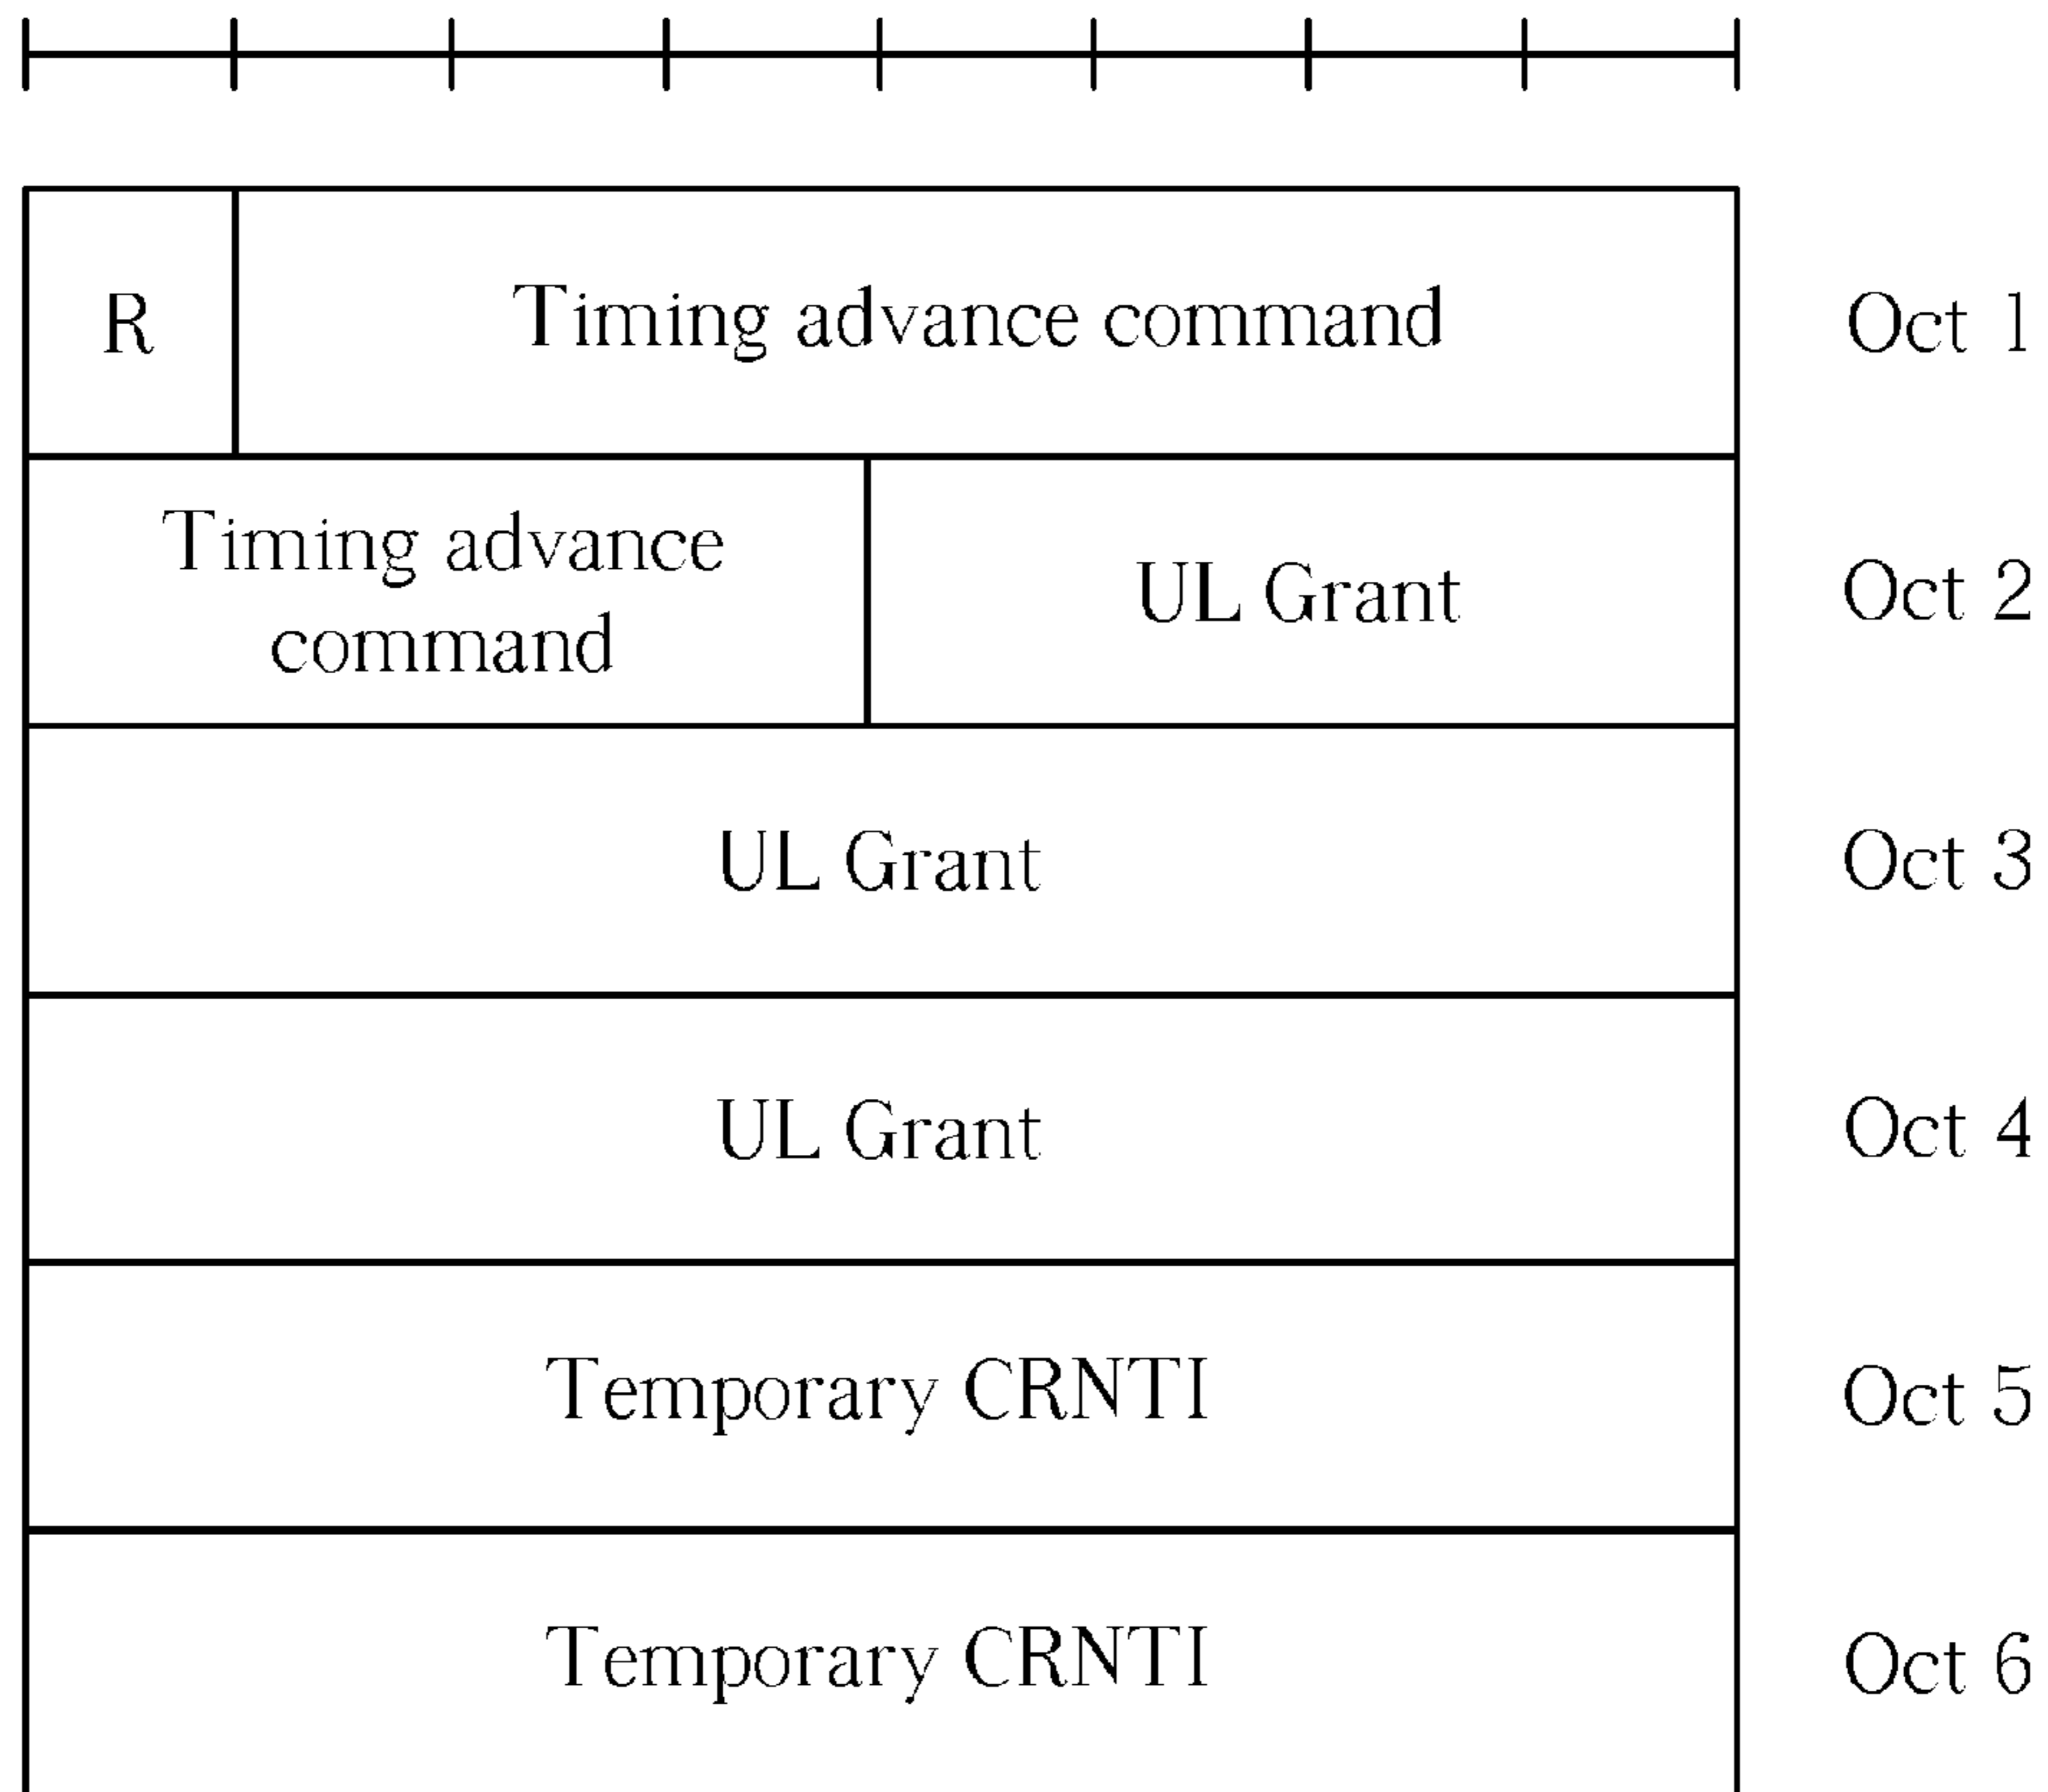 R
Timing advance command
Oct 1
Timing advance
command
UL Grant
Oct 2
UL Grant
Oct 3
UL Grant
Oct 4
Temporary CRNTI
Oct 5
Temporary CRNTI
Oct 6